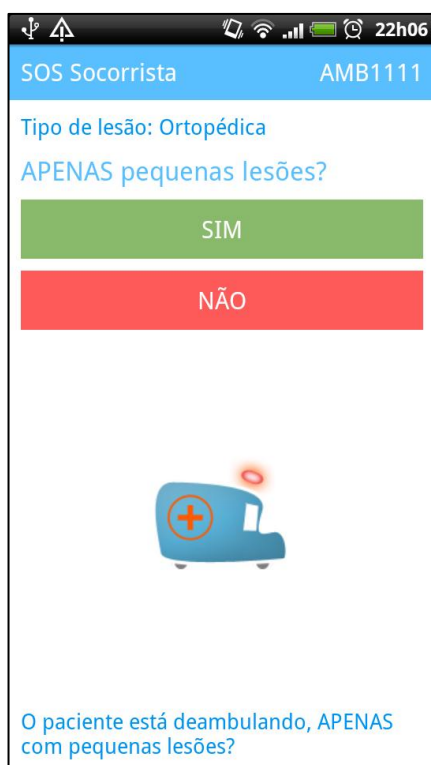 22h06
SOS Socorrista AMB1111
Tipo de lesão: Ortopédica
APENAS pequenas lesões?
SIM
NÃO
O paciente está deambulando, APENAS
com pequenas lesões?